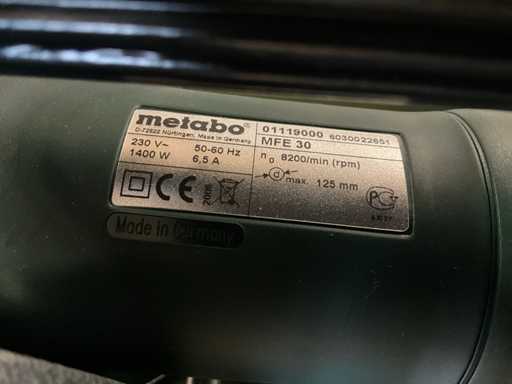 metabo®
D-72622 Nürtingen, Made in Germany
230 V~ 50-60 Hz
1400 W 6,5 A
CE
2006
01119000 6030022651
MFE 30
n₀ 8200/min (rpm)
d max. 125 mm
Made in Germany